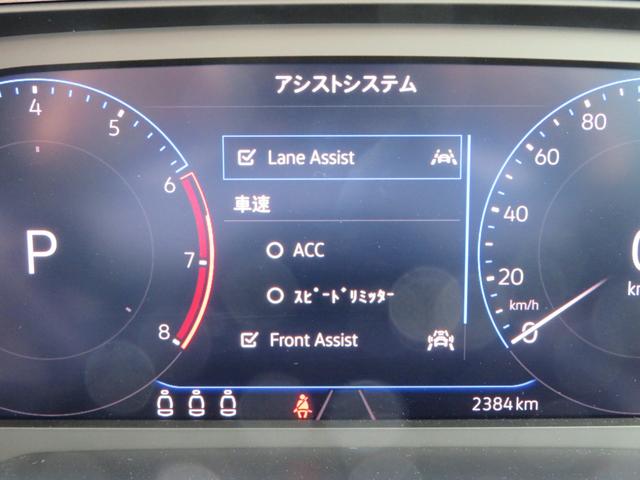 アシストシステム
4
5
6
7
8
P
Lane Assist
車速
ACC
ｽﾋﾟｰﾄﾞﾘﾐｯﾀｰ
Front Assist
80
60
40
20
km/h
0
2384 km